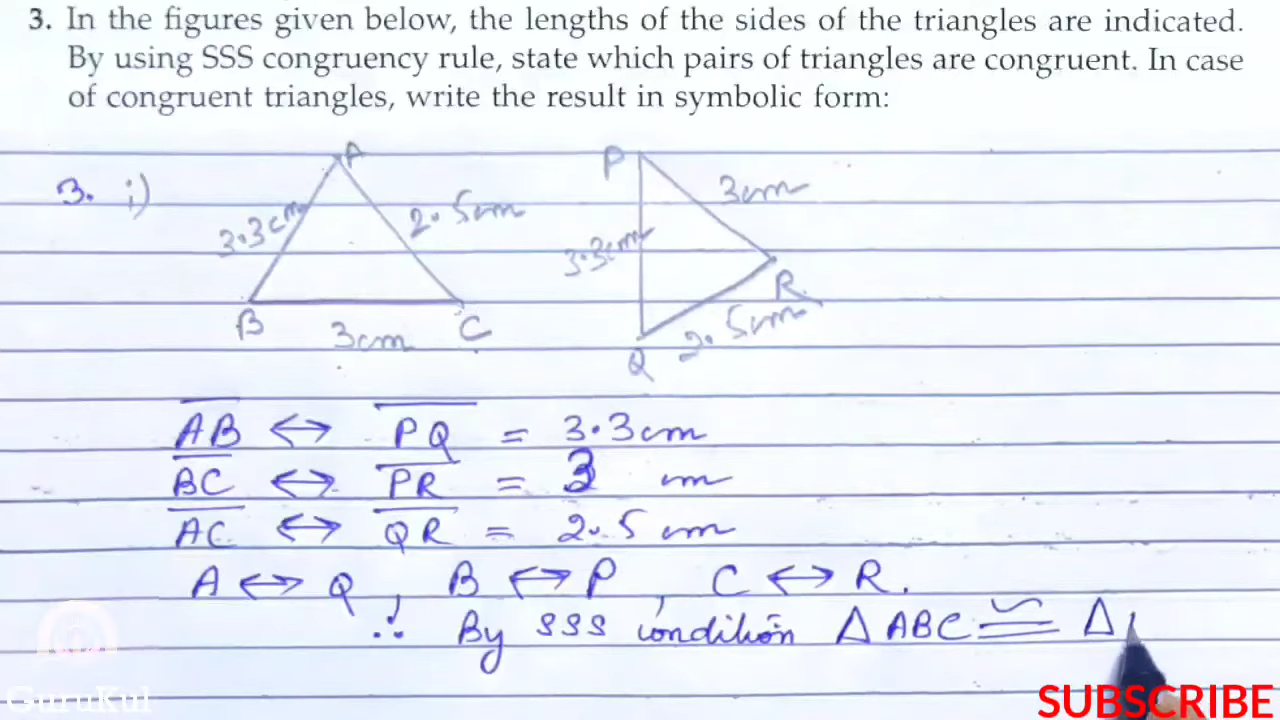 3. In the figures given below, the lengths of the sides of the triangles are indicated.
By using SSS congruency rule, state which pairs of triangles are congruent. In case
of congruent triangles, write the result in symbolic form:
3. i)
A
P
3.3cm
2.5cm
3cm
3.3cm
R
B
3cm
C
2.5cm
Q
AB ↔ PQ = 3.3cm
BC ↔ PR = 3 cm
AC ↔ QR = 2.5 cm
A ↔ Q, B ↔ P, C ↔ R.
∴ By SSS condition Δ ABC ≅ Δ
GuruKul
SUBSCRIBE